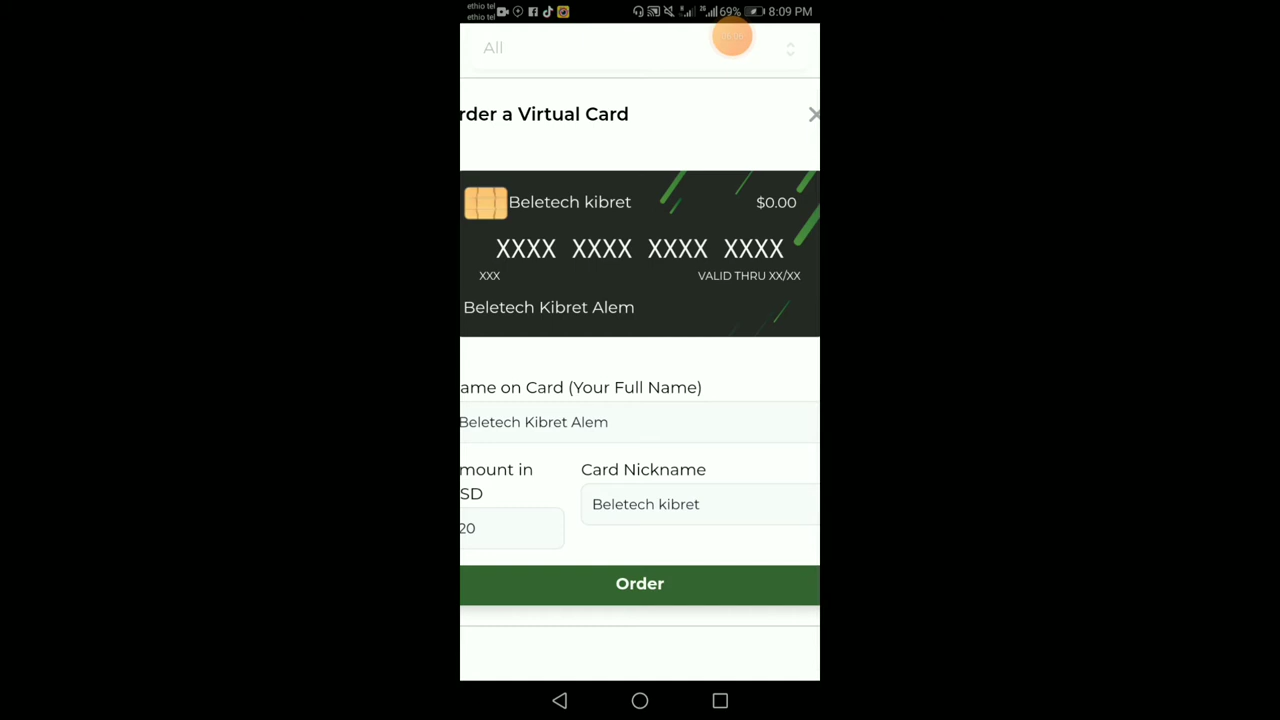 ethio tel
ethio tel
69% 8:09 PM
All
rder a Virtual Card
Beletech kibret $0.00
XXXX XXXX XXXX XXXX
XXX VALID THRU XX/XX
Beletech Kibret Alem
ame on Card (Your Full Name)
Beletech Kibret Alem
mount in
SD
Card Nickname
20
Beletech kibret
Order